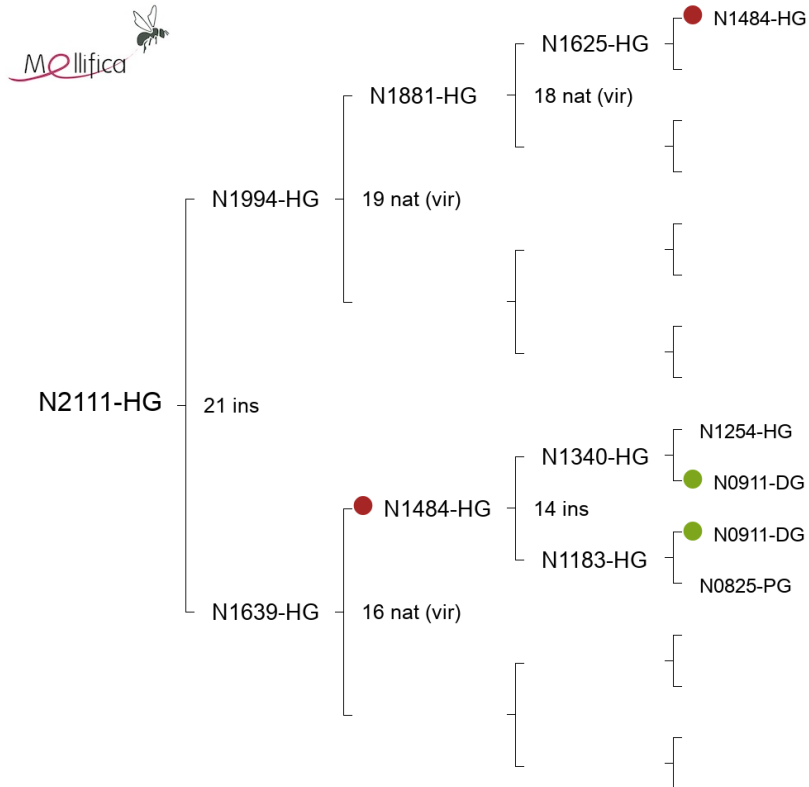 Mellifica
N1484-HG
N1625-HG
N1881-HG
18 nat (vir)
N1994-HG
19 nat (vir)
N2111-HG
21 ins
N1254-HG
N1340-HG
N0911-DG
N1484-HG
14 ins
N0911-DG
N1183-HG
N0825-PG
N1639-HG
16 nat (vir)